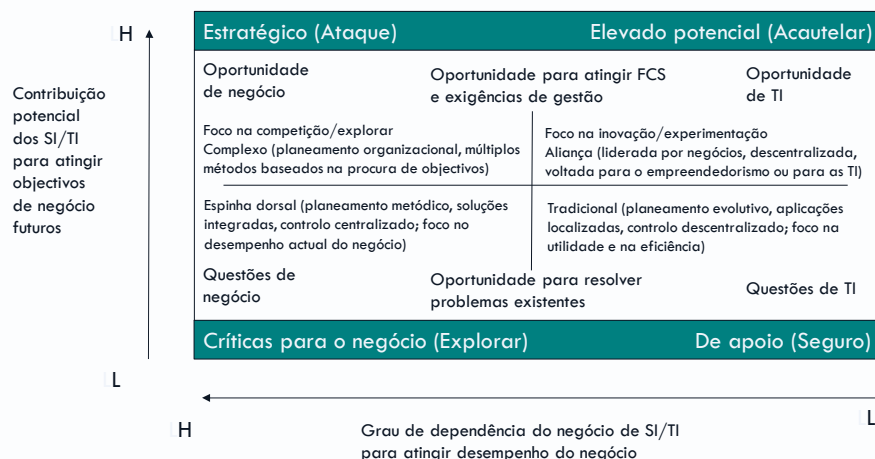 H
Estratégico (Ataque)
Elevado potencial (Acautelar)
Oportunidade
de negócio
Oportunidade para atingir FCS
e exigências de gestão
Oportunidade
de TI
Contribuição
potencial
dos SI/TI
para atingir
objectivos
de negócio
futuros
Foco na competição/explorar
Complexo (planeamento organizacional, múltiplos
métodos baseados na procura de objectivos)
Foco na inovação/experimentação
Aliança (liderada por negócios, descentralizada,
voltada para o empreendedorismo ou para as TI)
Espinha dorsal (planeamento metódico, soluções
integradas, controlo centralizado; foco no
desempenho actual do negócio)
Tradicional (planeamento evolutivo, aplicações
localizadas, controlo descentralizado; foco na
utilidade e na eficiência)
Questões de
negócio
Oportunidade para resolver
problemas existentes
Questões de TI
Críticas para o negócio (Explorar)
De apoio (Seguro)
L
H
L
Grau de dependência do negócio de SI/TI
para atingir desempenho do negócio